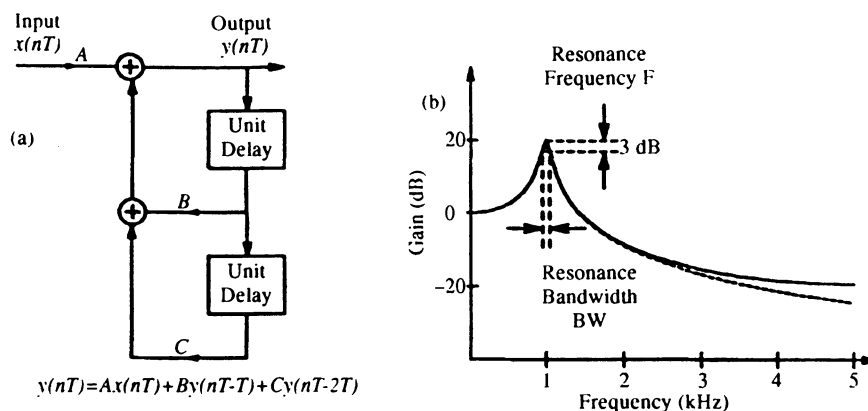 Input
x(nT)
A
Output
y(nT)
(a)
Unit
Delay
B
Unit
Delay
C
y(nT)=Ax(nT)+By(nT-T)+Cy(nT-2T)
(b)
Resonance
Frequency F
3 dB
Gain (dB)
20
0
-20
Resonance
Bandwidth
BW
1 2 3 4 5
Frequency (kHz)